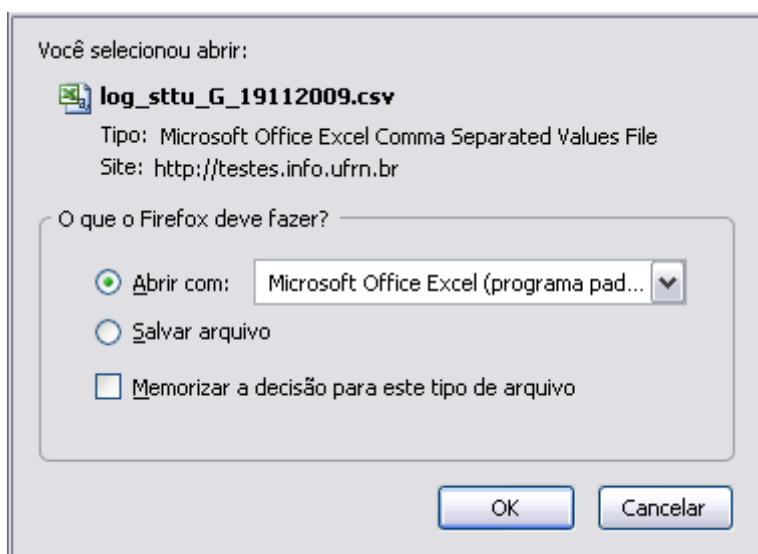 Você selecionou abrir:
log_sttu_G_19112009.csv
Tipo: Microsoft Office Excel Comma Separated Values File
Site: http://testes.info.ufrn.br
O que o Firefox deve fazer?
Abrir com: Microsoft Office Excel (programa pad...
Salvar arquivo
Memorizar a decisão para este tipo de arquivo
OK Cancelar